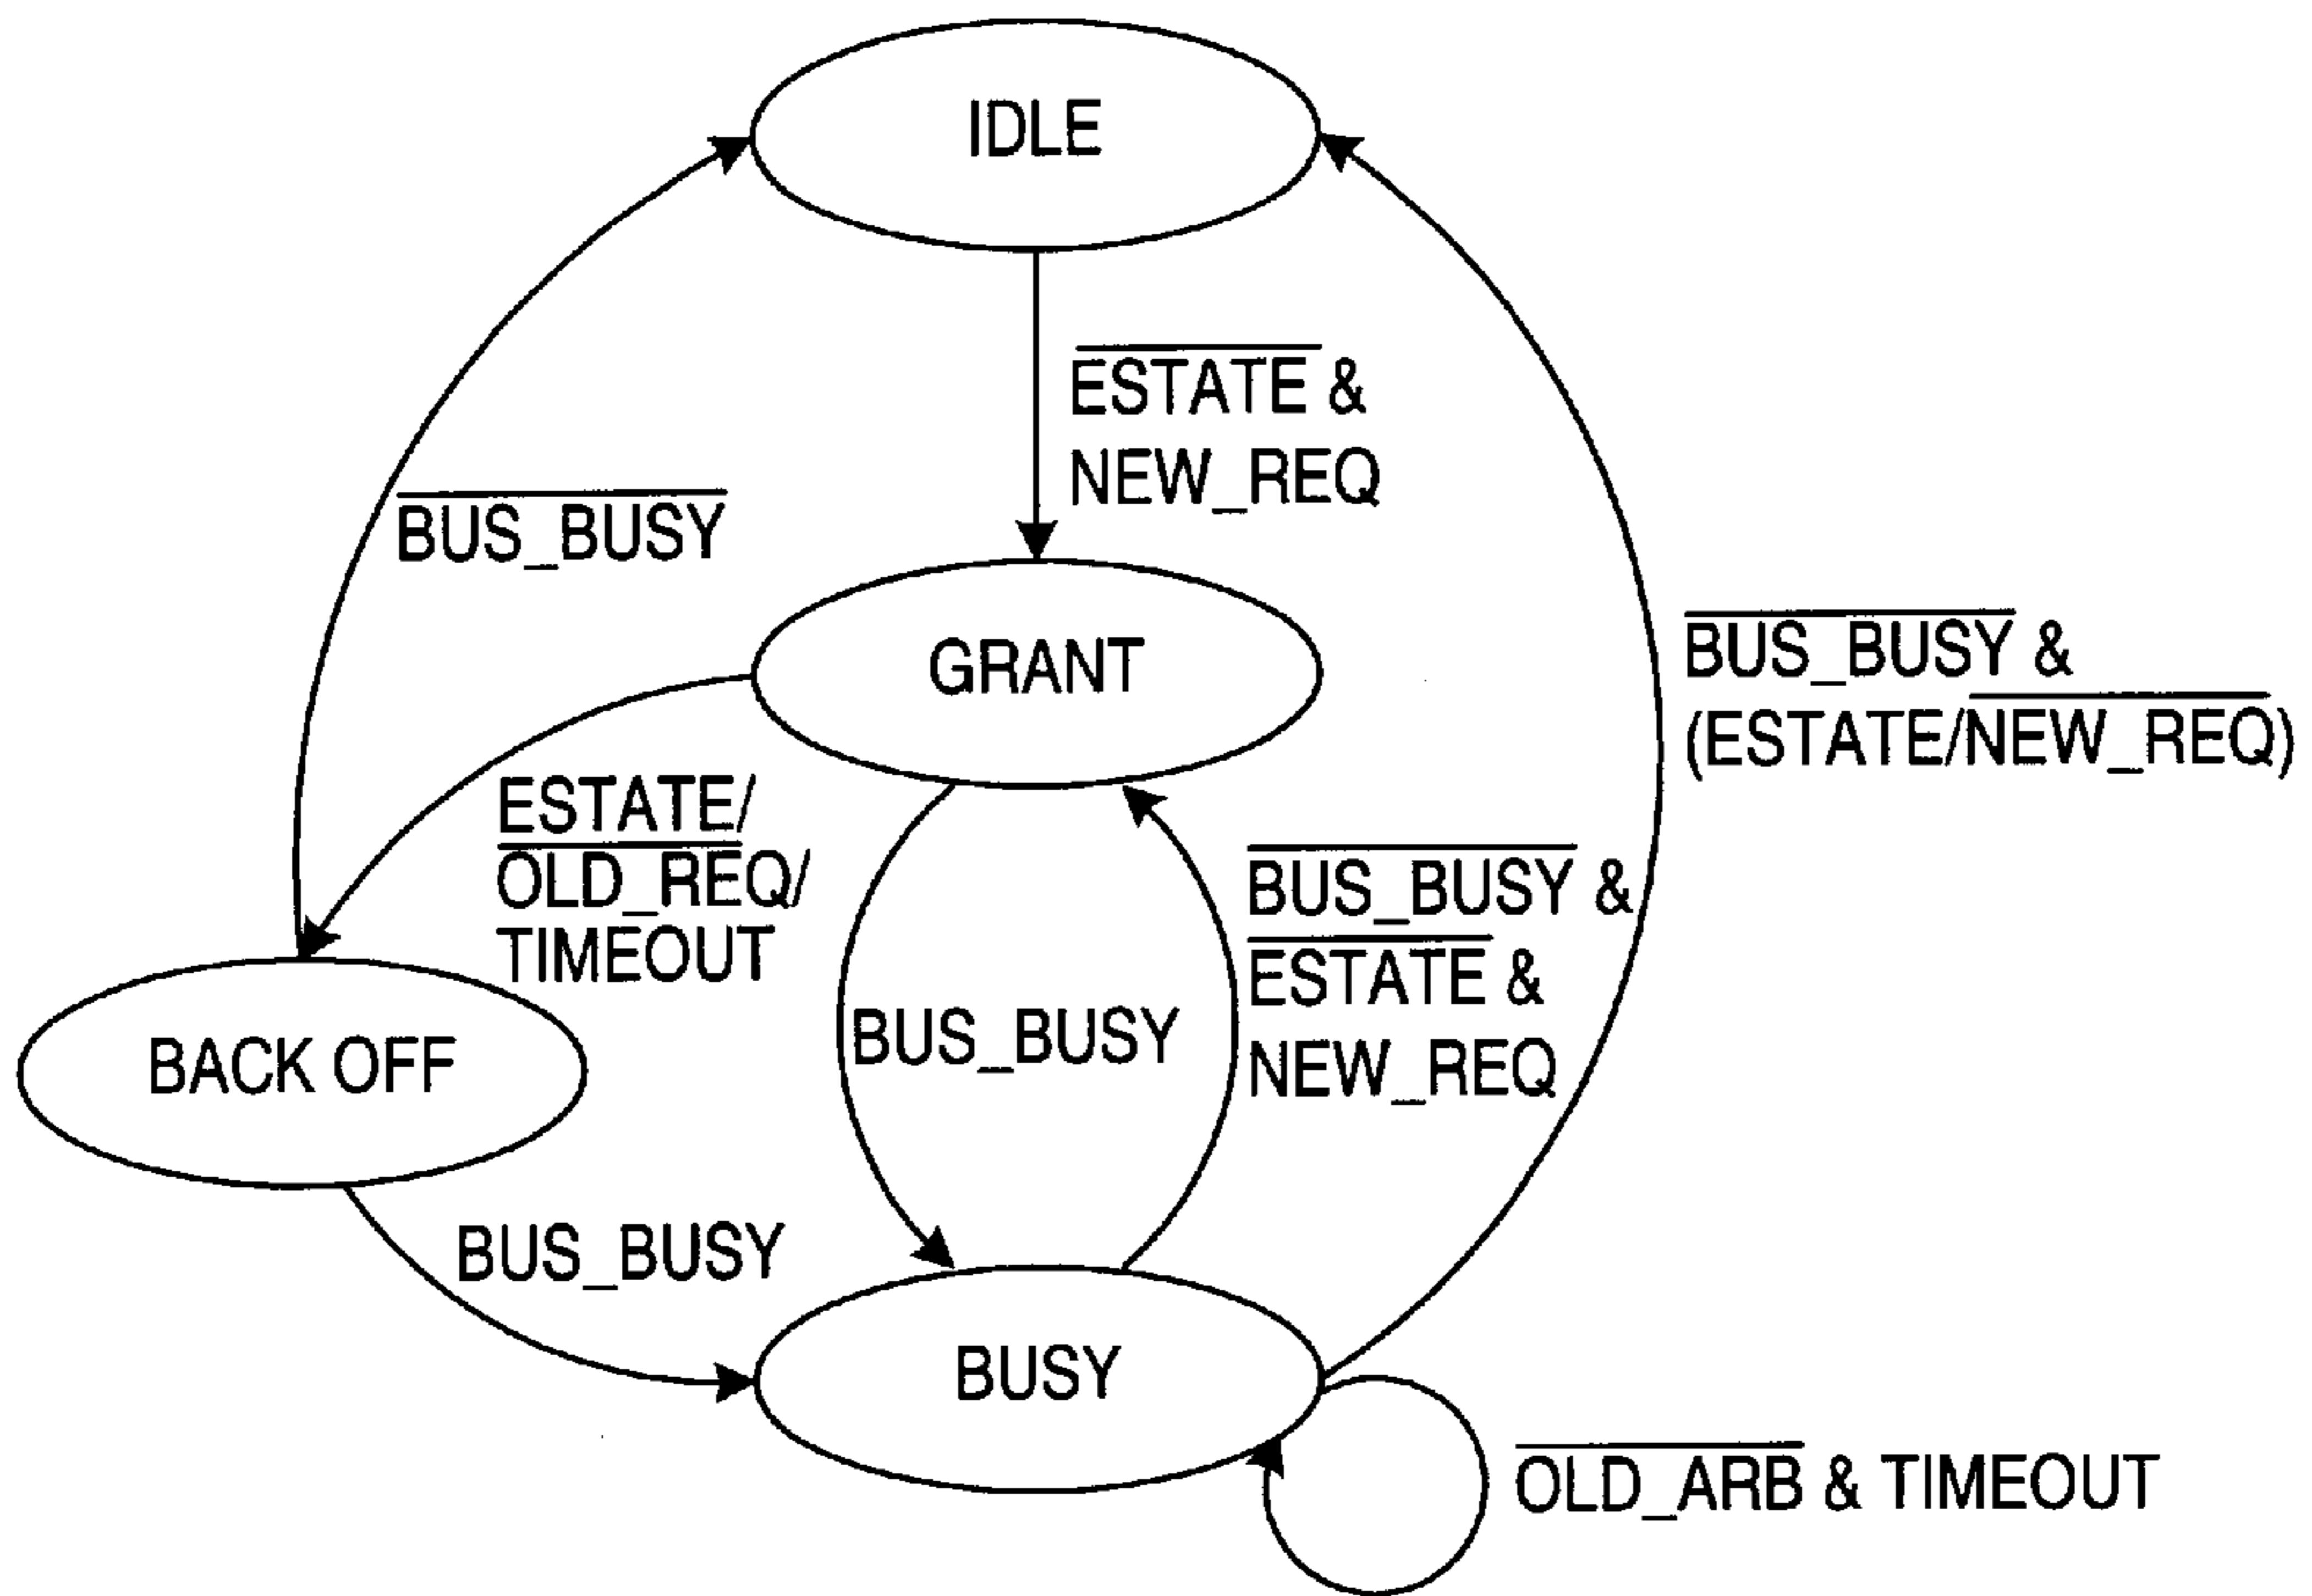 IDLE
ESTATE &
NEW_REQ
BUS_BUSY
GRANT
BUS_BUSY &
(ESTATE/NEW_REQ)
ESTATE/
OLD_REQ/
TIMEOUT
BUS_BUSY &
ESTATE &
NEW_REQ
BUS_BUSY
BACK OFF
BUS_BUSY
BUSY
OLD_ARB & TIMEOUT